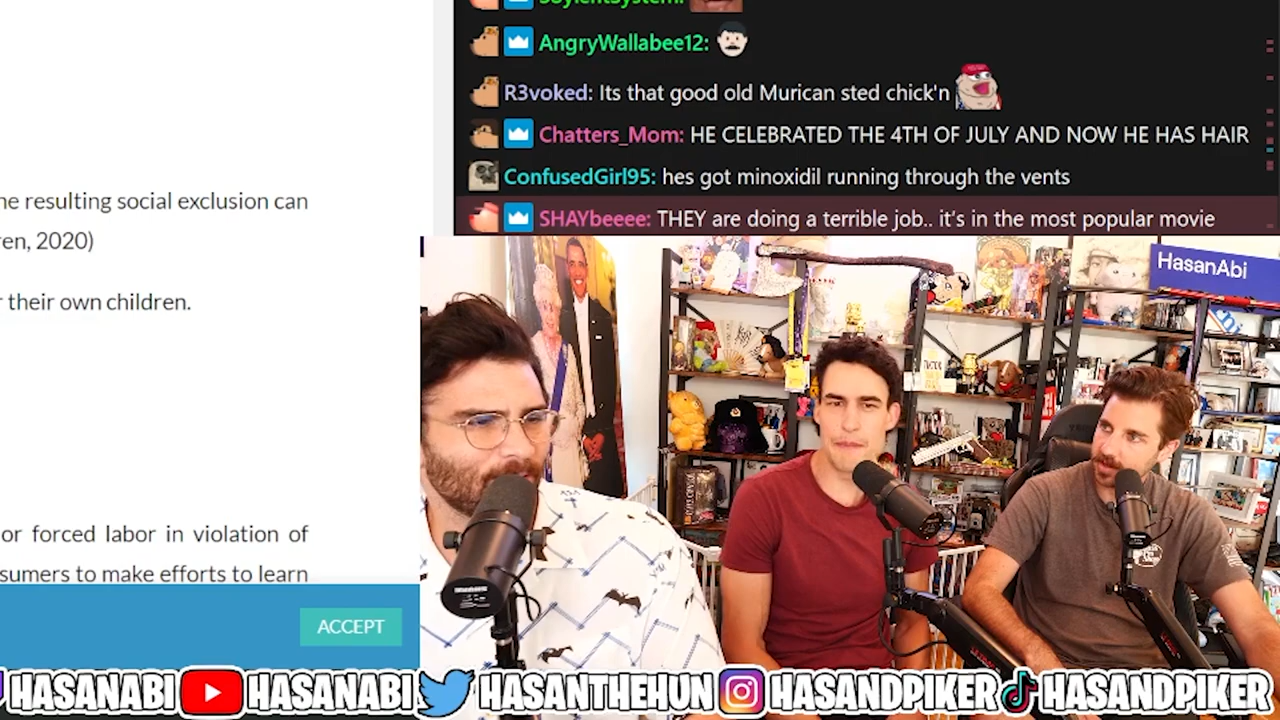 AngryWallabee12:
R3voked: Its that good old Murican sted chick'n
Chatters_Mom: HE CELEBRATED THE 4TH OF JULY AND NOW HE HAS HAIR
ConfusedGirl95: hes got minoxidil running through the vents
SHAYbeeee: THEY are doing a terrible job.. it's in the most popular movie
he resulting social exclusion can
ren, 2020)
r their own children.
or forced labor in violation of
sumers to make efforts to learn
ACCEPT
HasanAbi
HASANABI HASANABI HASANTHEHUN HASANDPIKER HASANDPIKER